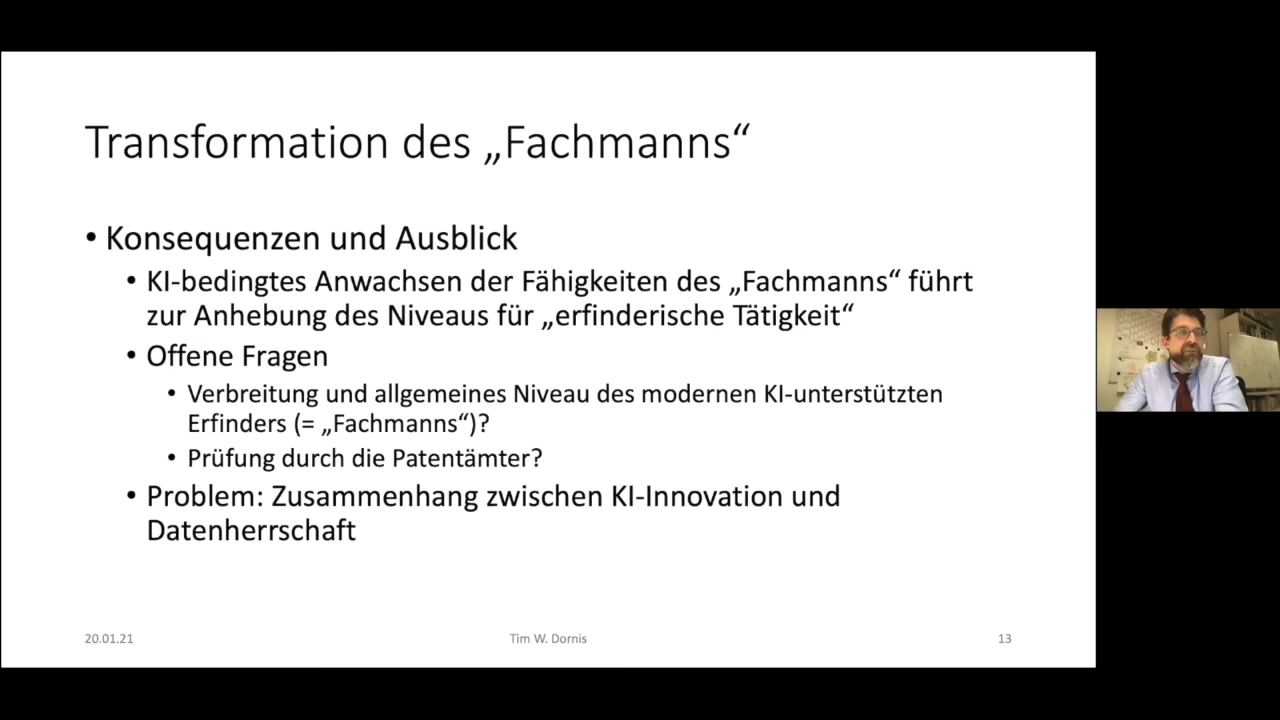 Transformation des „Fachmanns“
• Konsequenzen und Ausblick
• KI-bedingtes Anwachsen der Fähigkeiten des „Fachmanns“ führt
zur Anhebung des Niveaus für „erfinderische Tätigkeit“
• Offene Fragen
• Verbreitung und allgemeines Niveau des modernen KI-unterstützten
Erfinders (= „Fachmanns“)?
• Prüfung durch die Patentämter?
• Problem: Zusammenhang zwischen KI-Innovation und
Datenherrschaft
20.01.21
Tim W. Dornis
13